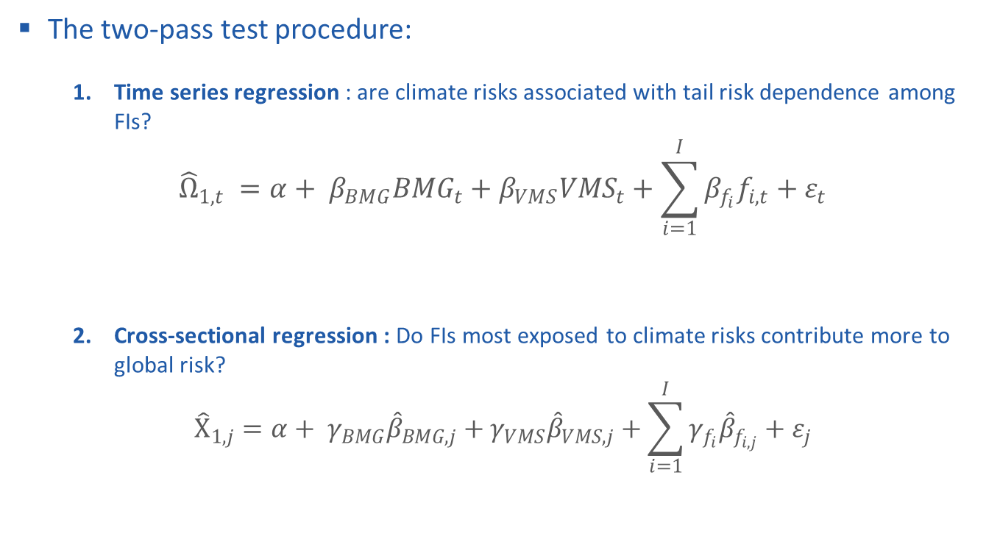 ▪ The two-pass test procedure:
1. Time series regression : are climate risks associated with tail risk dependence among
FIs?
$\widehat{\Omega}_{1,t} = \alpha + \beta_{BMG}BMG_t + \beta_{VMS}VMS_t + \sum_{i=1}^{I} \beta_{f_i} f_{i,t} + \varepsilon_t$
2. Cross-sectional regression : Do FIs most exposed to climate risks contribute more to
global risk?
$\hat{\mathrm{X}}_{1,j} = \alpha + \gamma_{BMG}\hat{\beta}_{BMG,j} + \gamma_{VMS}\hat{\beta}_{VMS,j} + \sum_{i=1}^{I} \gamma_{f_i}\hat{\beta}_{f_{i,j}} + \varepsilon_j$